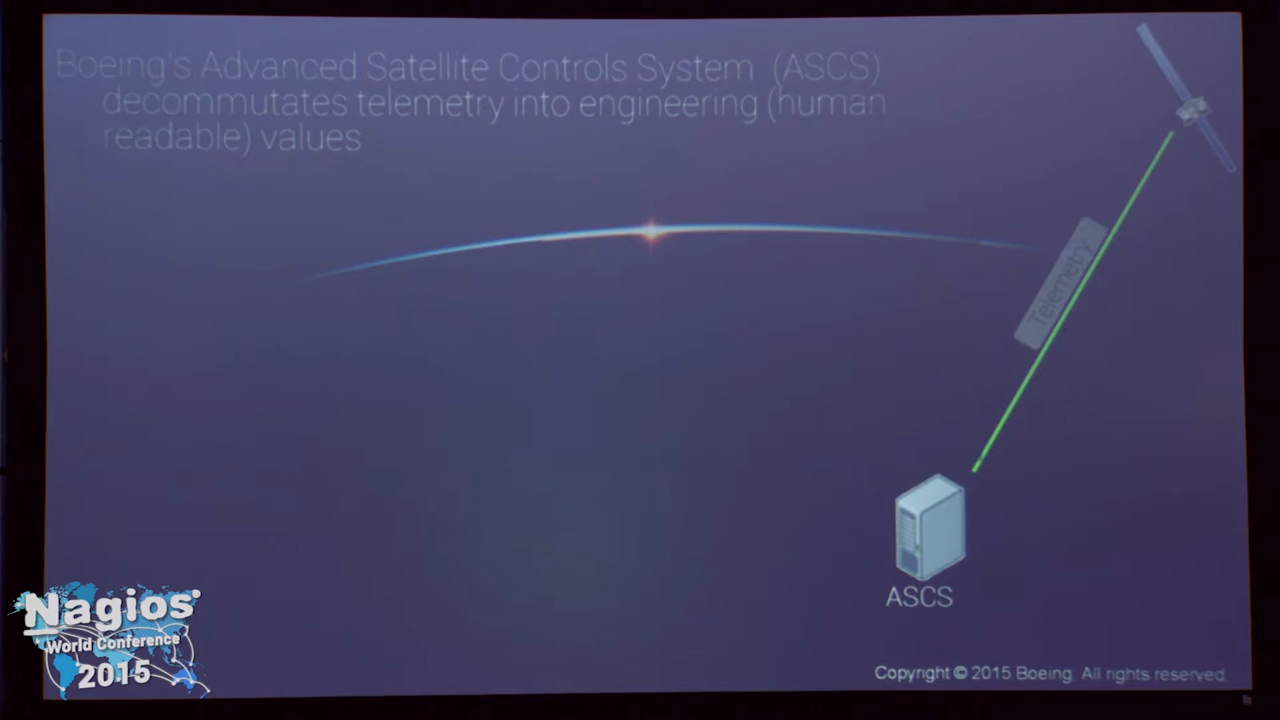 Boeing's Advanced Satellite Controls System (ASCS)
decommutates telemetry into engineering (human
readable) values
Telemetry
ASCS
Nagios
World Conference
2015
Copyright © 2015 Boeing. All rights reserved.